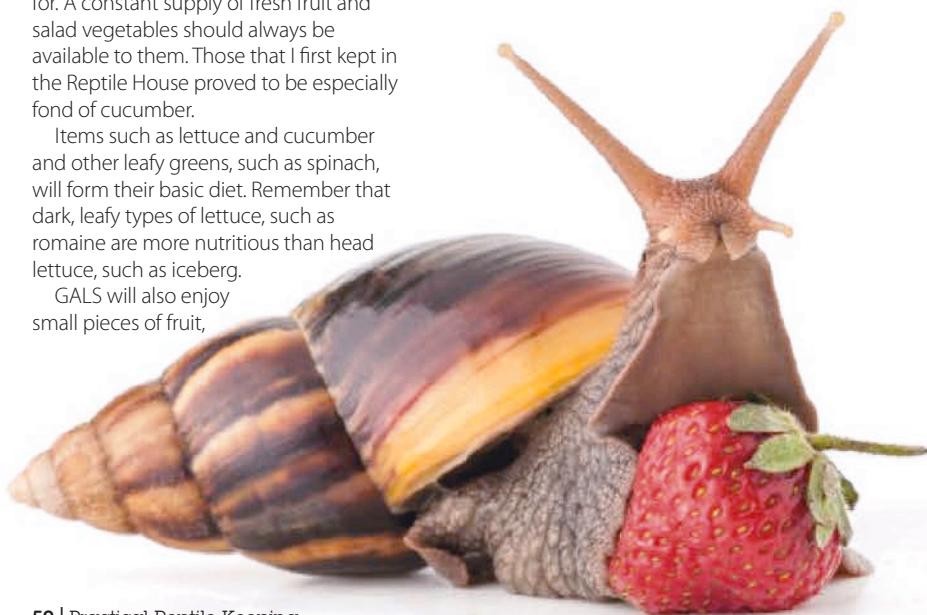 for. A constant supply of fresh fruit and
salad vegetables should always be
available to them. Those that I first kept in
the Reptile House proved to be especially
fond of cucumber.
Items such as lettuce and cucumber
and other leafy greens, such as spinach,
will form their basic diet. Remember that
dark, leafy types of lettuce, such as
romaine are more nutritious than head
lettuce, such as iceberg.
GALS will also enjoy
small pieces of fruit,
50 | Practical Reptile Keeping